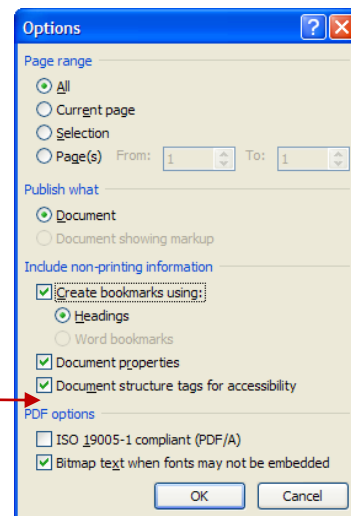 Options
Page range
All
Current page
Selection
Page(s) From: 1 To: 1
Publish what
Document
Document showing markup
Include non-printing information
Create bookmarks using:
Headings
Word bookmarks
Document properties
Document structure tags for accessibility
PDF options
ISO 19005-1 compliant (PDF/A)
Bitmap text when fonts may not be embedded
OK Cancel